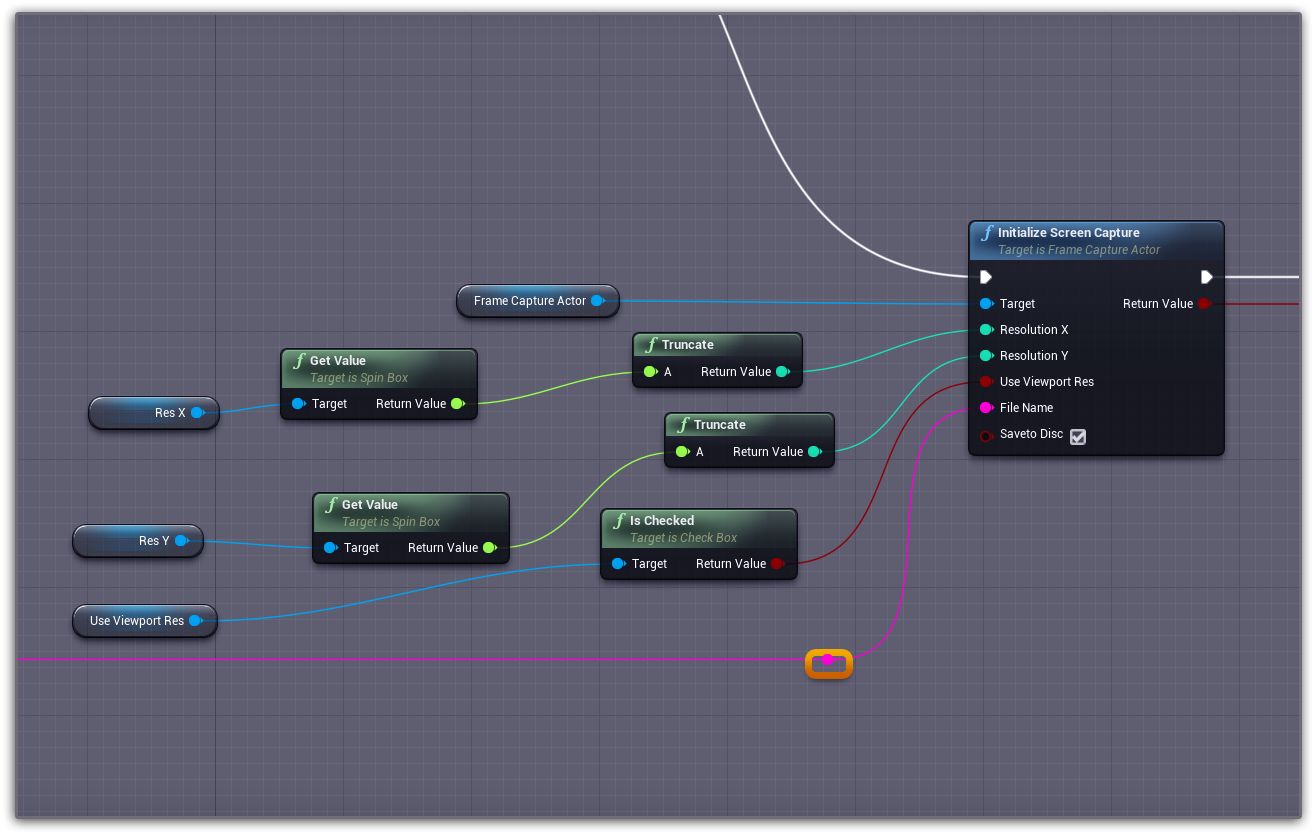 f Initialize Screen Capture
Target is Frame Capture Actor
Frame Capture Actor
Target Return Value
Resolution X
Resolution Y
Use Viewport Res
File Name
Saveto Disc
f Truncate
A Return Value
f Get Value
Target is Spin Box
Target Return Value
Res X
f Truncate
A Return Value
f Get Value
Target is Spin Box
Target Return Value
Res Y
f Is Checked
Target is Check Box
Target Return Value
Use Viewport Res